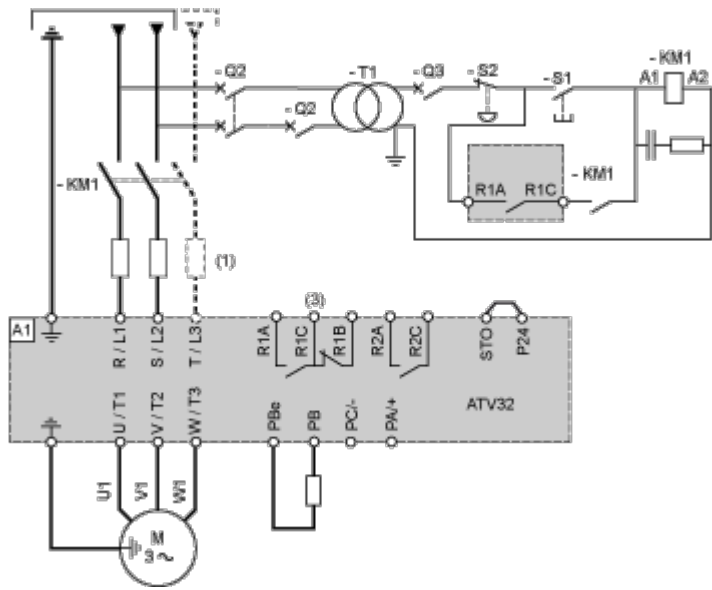 - Q2
- T1
- Q3
- S2
- S1
- KM1
A1
A2
- Q2
- KM1
R1A
R1C
- KM1
(1)
A1
R / L1
S / L2
T / L3
R1A
R1C
(3)
R1B
R2A
R2C
STO
P24
ATV32
U / T1
V / T2
W / T3
PBe
PB
PC/-
PA/+
U1
V1
W1
M
3 ~